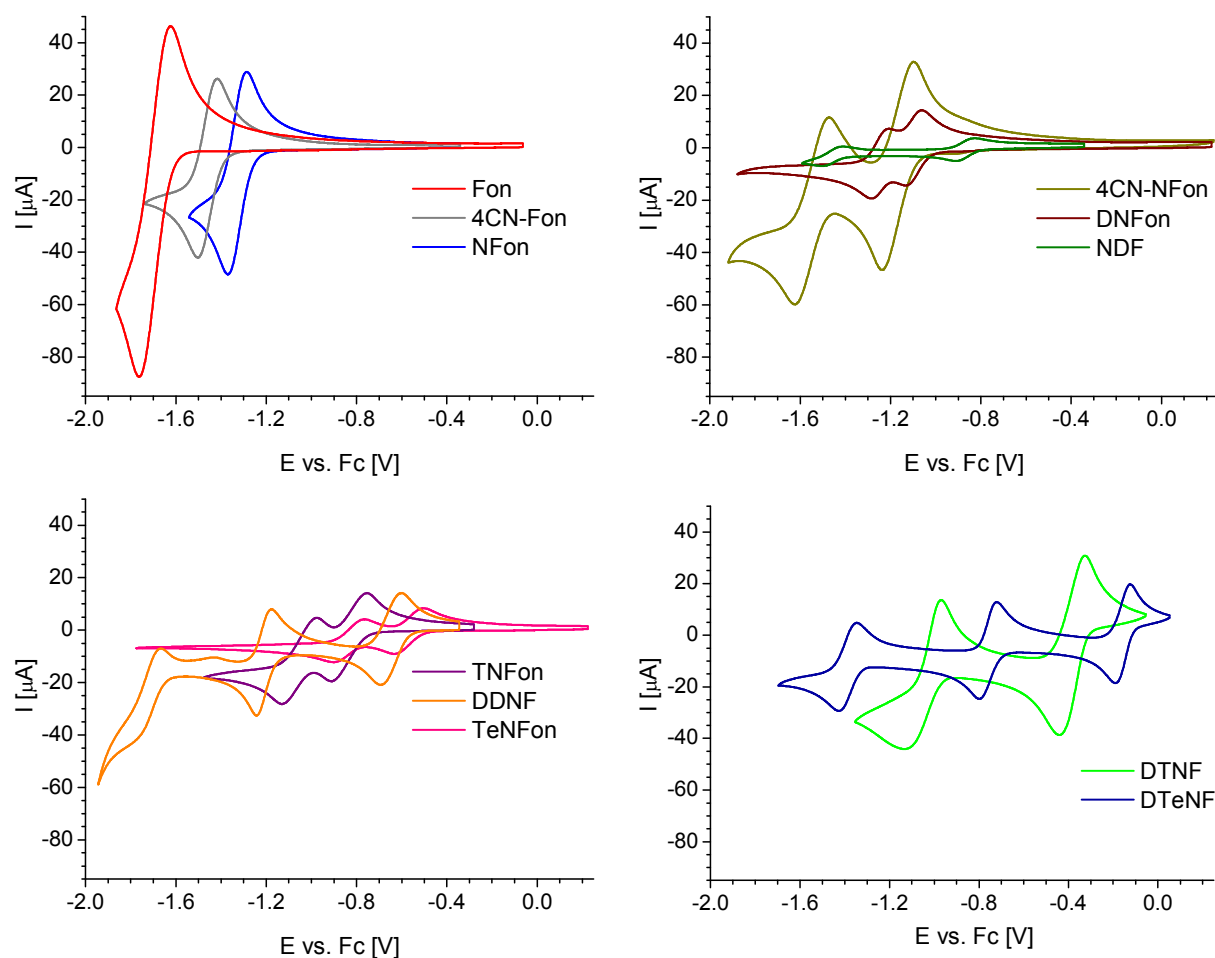 I [µA]
40
20
0
-20
-40
-60
-80
Fon
4CN-Fon
NFon
-2.0 -1.6 -1.2 -0.8 -0.4 0.0
E vs. Fc [V]
I [µA]
40
20
0
-20
-40
-60
-80
4CN-NFon
DNFon
NDF
-2.0 -1.6 -1.2 -0.8 -0.4 0.0
E vs. Fc [V]
I [µA]
40
20
0
-20
-40
-60
-80
TNFon
DDNF
TeNFon
-2.0 -1.6 -1.2 -0.8 -0.4 0.0
E vs. Fc [V]
I [µA]
40
20
0
-20
-40
-60
-80
DTNF
DTeNF
-2.0 -1.6 -1.2 -0.8 -0.4 0.0
E vs. Fc [V]